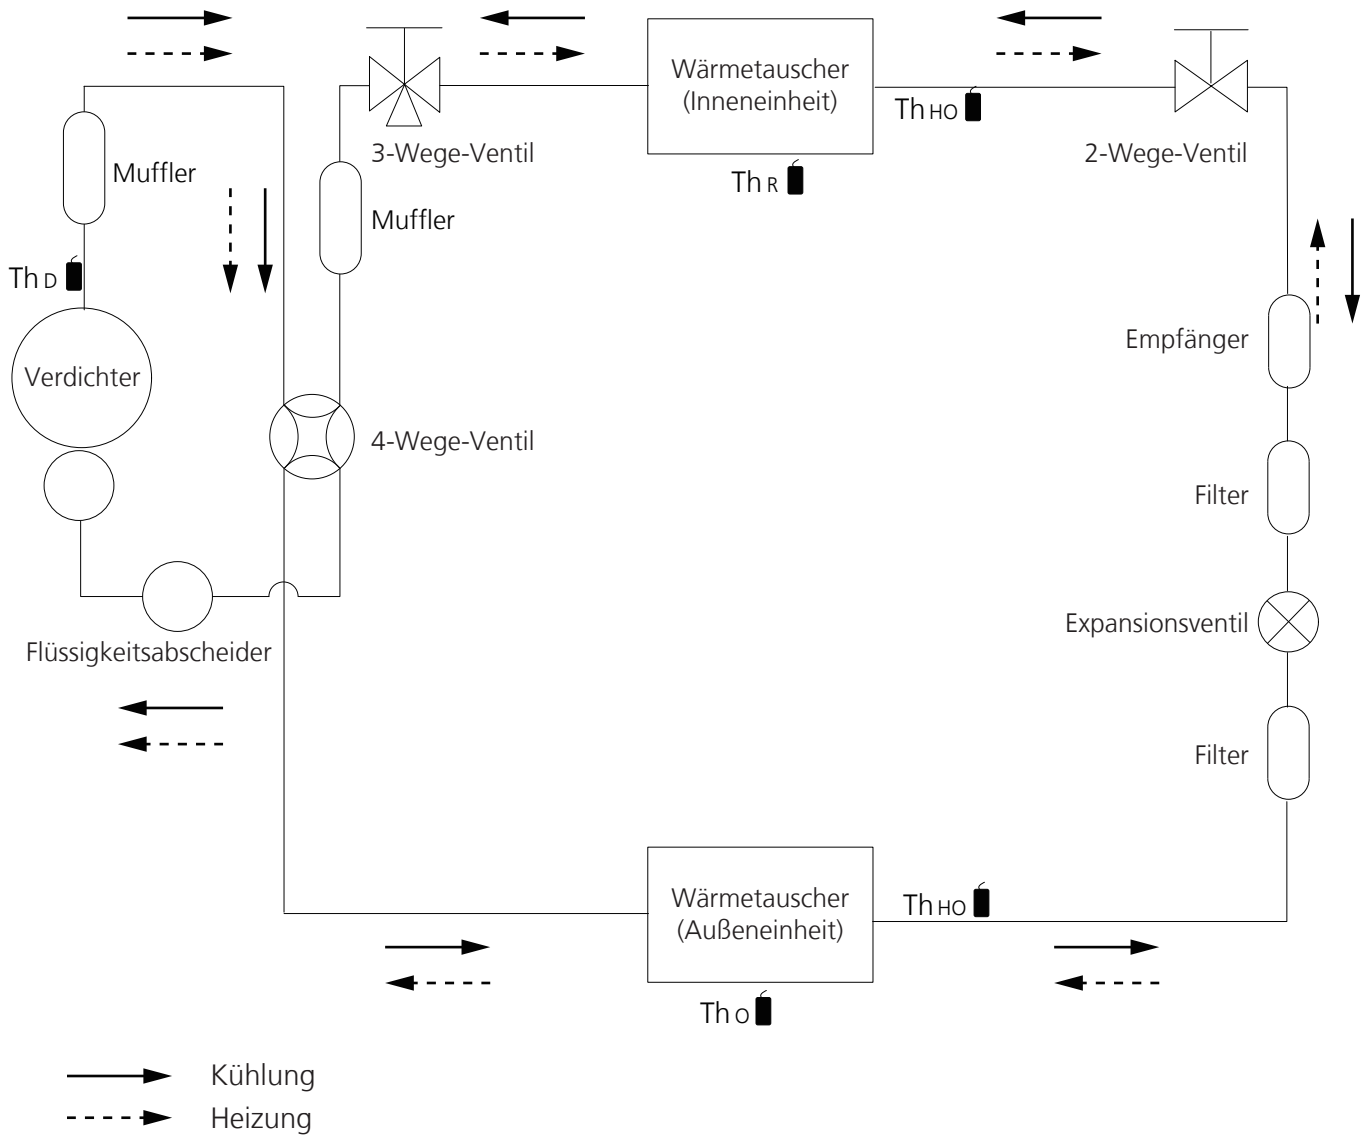 Wärmetauscher
(Inneneinheit)
Th HO
3-Wege-Ventil
2-Wege-Ventil
Muffler
Th R
Muffler
Th D
Empfänger
Verdichter
4-Wege-Ventil
Filter
Expansionsventil
Flüssigkeitsabscheider
Filter
Wärmetauscher
(Außeneinheit)
Th HO
Th O
Kühlung
Heizung